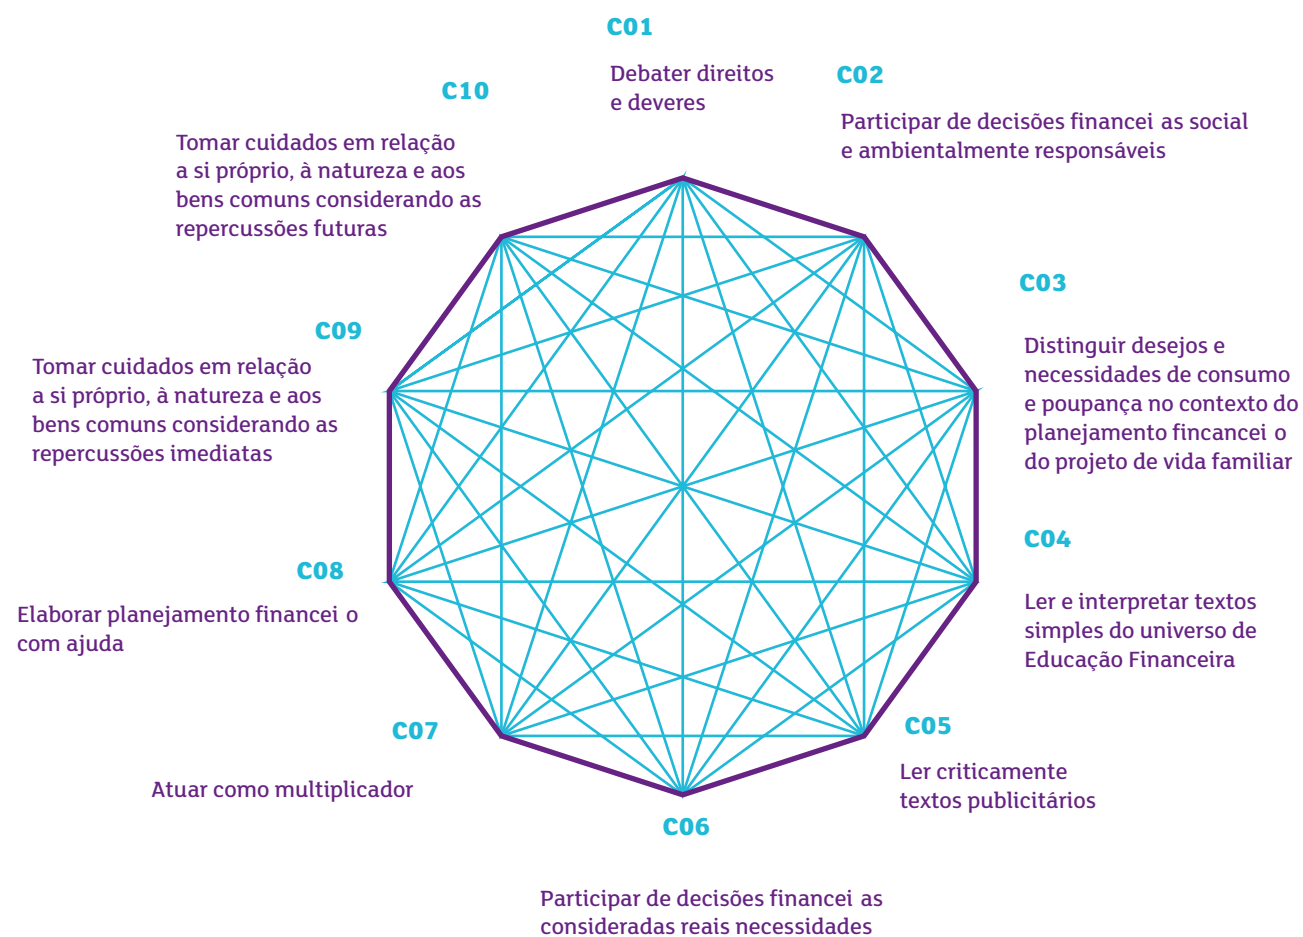 C01
Debater direitos
e deveres
C02
Participar de decisões financei as social
e ambientalmente responsáveis
C03
Distinguir desejos e
necessidades de consumo
e poupança no contexto do
planejamento fincancei o
do projeto de vida familiar
C04
Ler e interpretar textos
simples do universo de
Educação Financeira
C05
Ler criticamente
textos publicitários
C06
Participar de decisões financei as
consideradas reais necessidades
C07
Atuar como multiplicador
C08
Elaborar planejamento financei o
com ajuda
C09
Tomar cuidados em relação
a si próprio, à natureza e aos
bens comuns considerando as
repercussões imediatas
C10
Tomar cuidados em relação
a si próprio, à natureza e aos
bens comuns considerando as
repercussões futuras